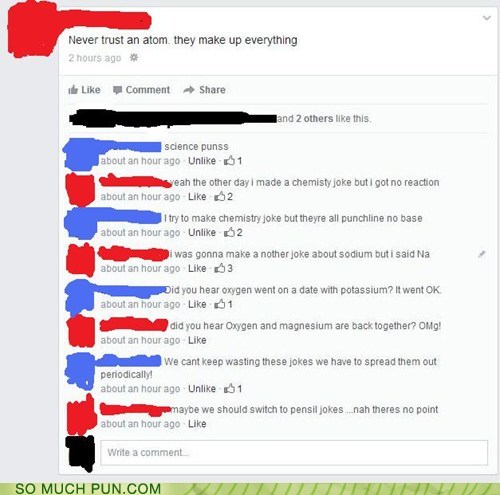 Never trust an atom. they make up everything
2 hours ago
Like Comment Share
and 2 others like this.
science punss
about an hour ago · Unlike · 1
yeah the other day i made a chemisty joke but i got no reaction
about an hour ago · Like · 2
I try to make chemistry joke but theyre all punchline no base
about an hour ago · Unlike · 2
i was gonna make a nother joke about sodium but i said Na
about an hour ago · Like · 3
Did you hear oxygen went on a date with potassium? It went OK.
about an hour ago · Like · 1
did you hear Oxygen and magnesium are back together? OMg!
about an hour ago · Like
We cant keep wasting these jokes we have to spread them out
periodically!
about an hour ago · Unlike · 1
maybe we should switch to pensil jokes ...nah theres no point
about an hour ago · Like
Write a comment...
SO MUCH PUN.COM